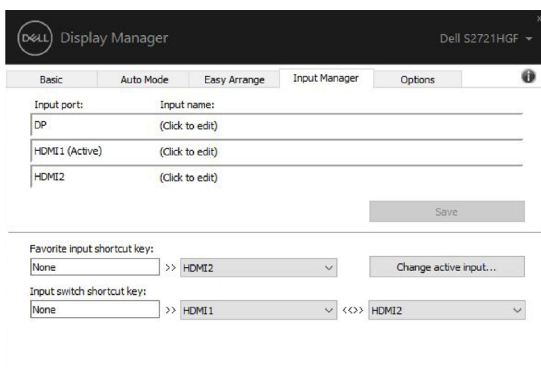 DELL Display Manager Dell S2721HGF
Basic Auto Mode Easy Arrange Input Manager Options
Input port: Input name:
DP (Click to edit)
HDMI1 (Active) (Click to edit)
HDMI2 (Click to edit)
Save
Favorite input shortcut key:
None >> HDMI2 Change active input...
Input switch shortcut key:
None >> HDMI1 <<>> HDMI2